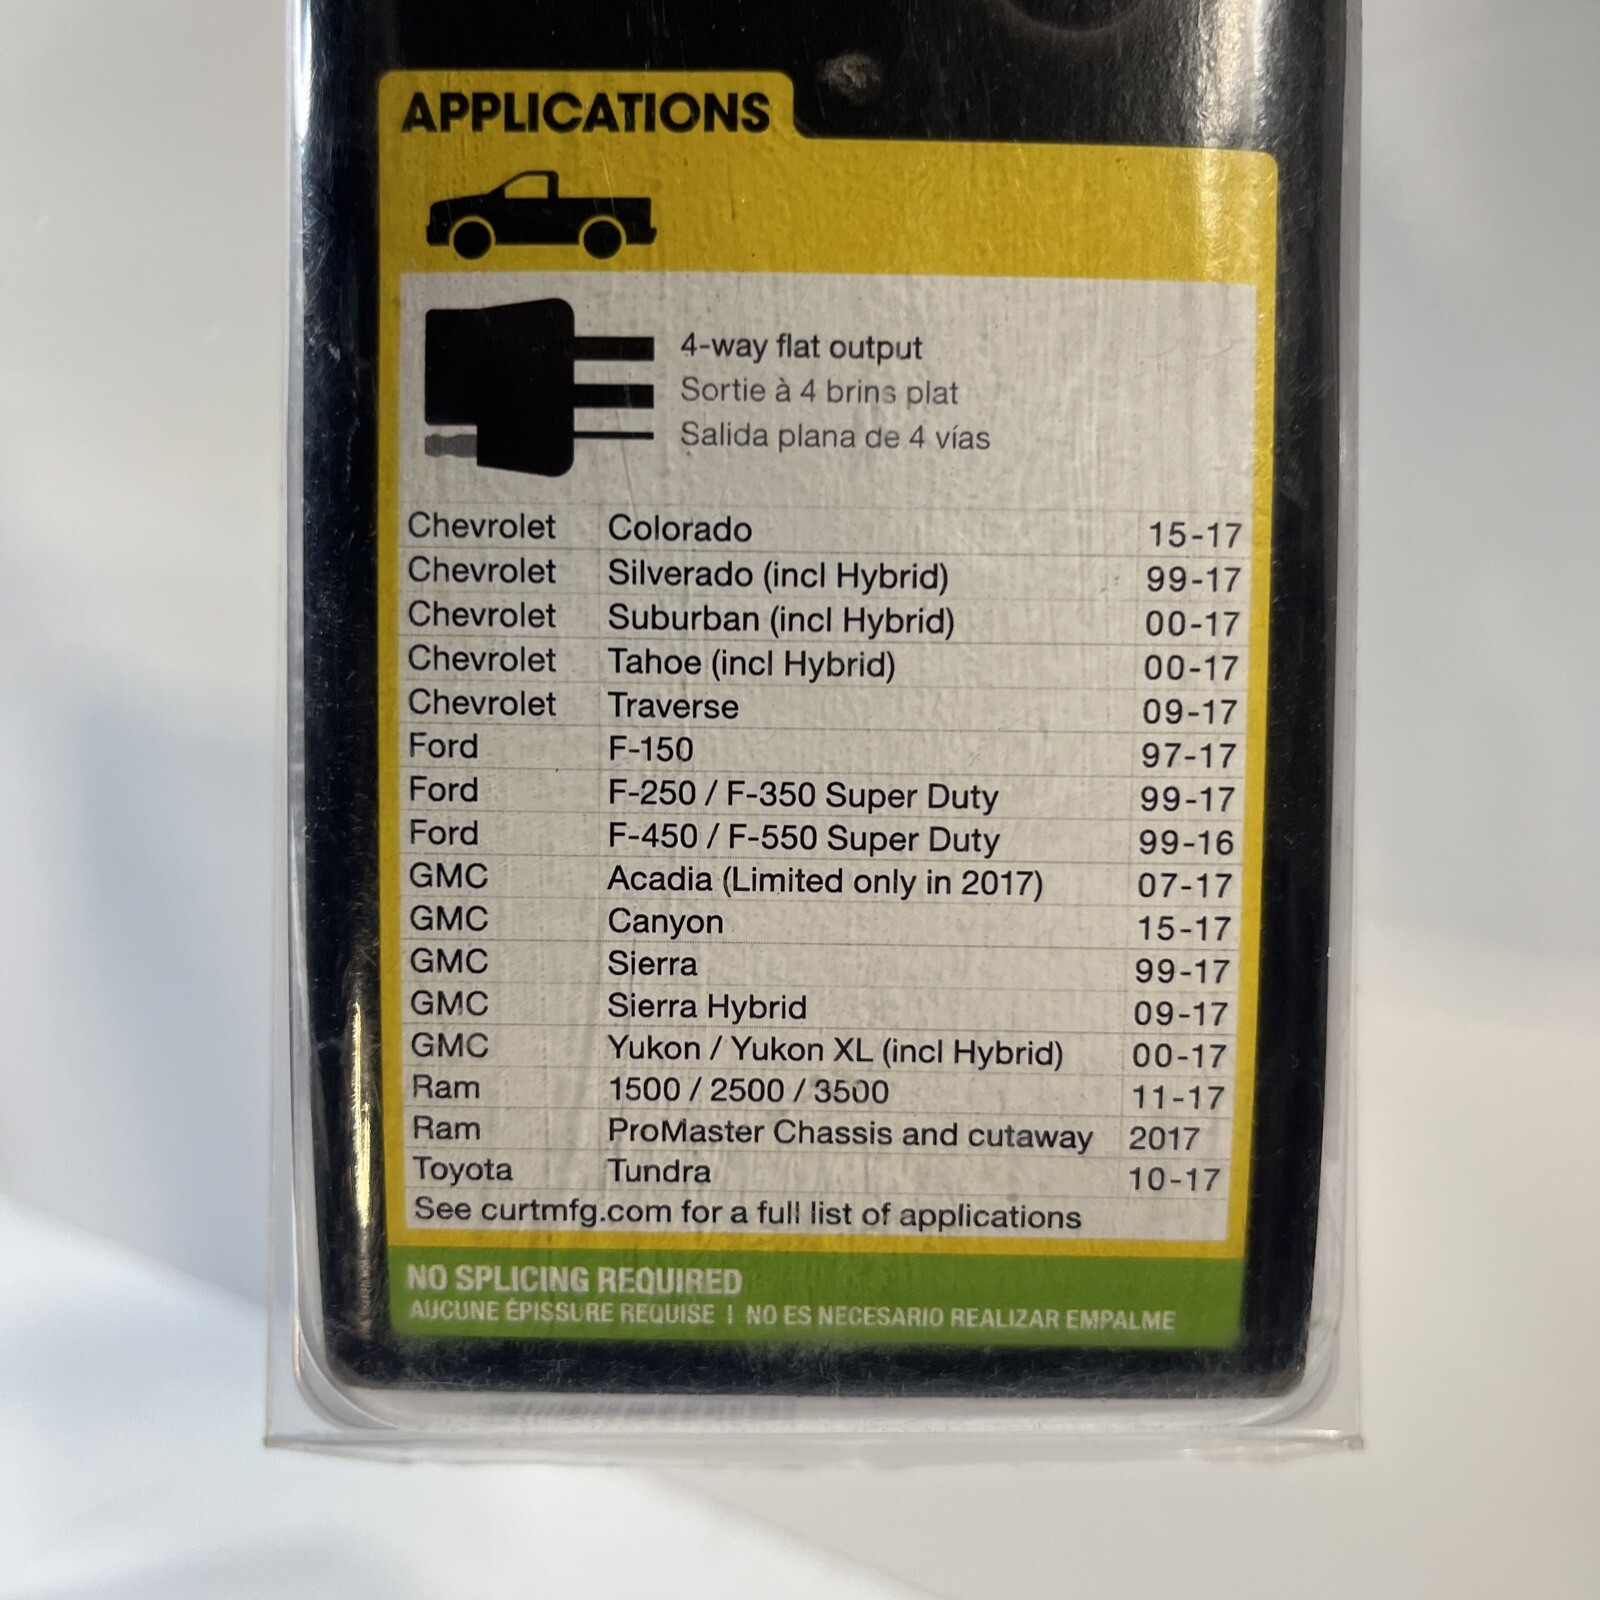 APPLICATIONS
4-way flat output
Sortie à 4 brins plat
Salida plana de 4 vías
Chevrolet Colorado 15-17
Chevrolet Silverado (incl Hybrid) 99-17
Chevrolet Suburban (incl Hybrid) 00-17
Chevrolet Tahoe (incl Hybrid) 00-17
Chevrolet Traverse 09-17
Ford F-150 97-17
Ford F-250 / F-350 Super Duty 99-17
Ford F-450 / F-550 Super Duty 99-16
GMC Acadia (Limited only in 2017) 07-17
GMC Canyon 15-17
GMC Sierra 99-17
GMC Sierra Hybrid 09-17
GMC Yukon / Yukon XL (incl Hybrid) 00-17
Ram 1500 / 2500 / 3500 11-17
Ram ProMaster Chassis and cutaway 2017
Toyota Tundra 10-17
See curtmfg.com for a full list of applications
NO SPLICING REQUIRED
AUCUNE ÉPISSURE REQUISE | NO ES NECESARIO REALIZAR EMPALME